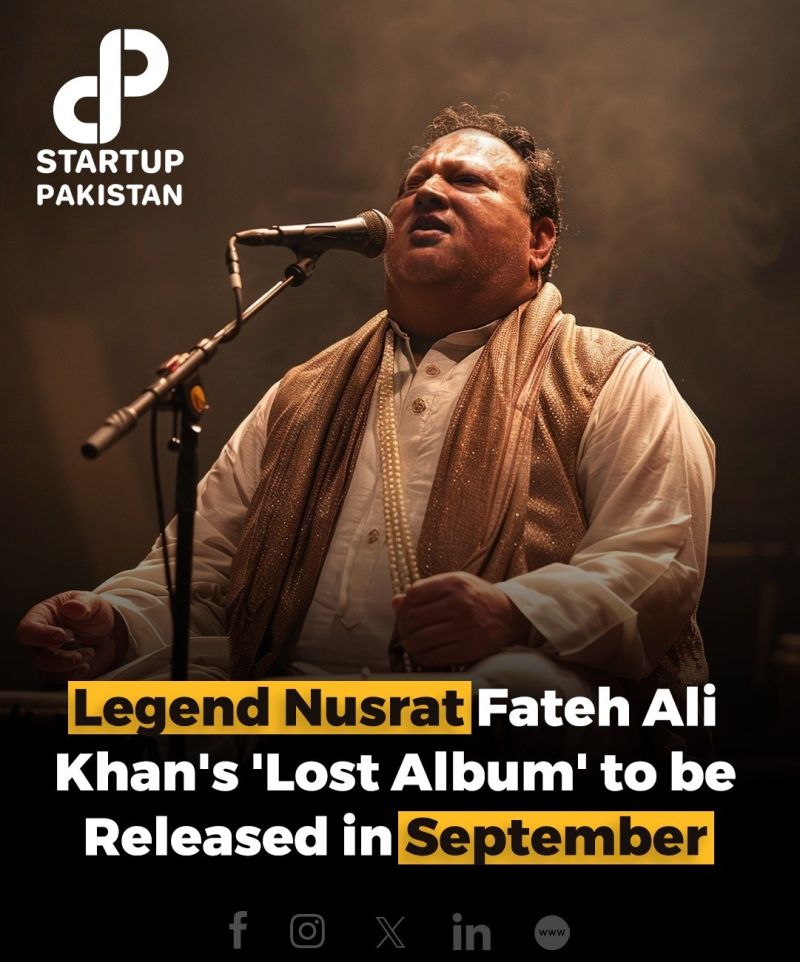 STARTUP
PAKISTAN
Legend Nusrat Fateh Ali
Khan's 'Lost Album' to be
Released in September
www